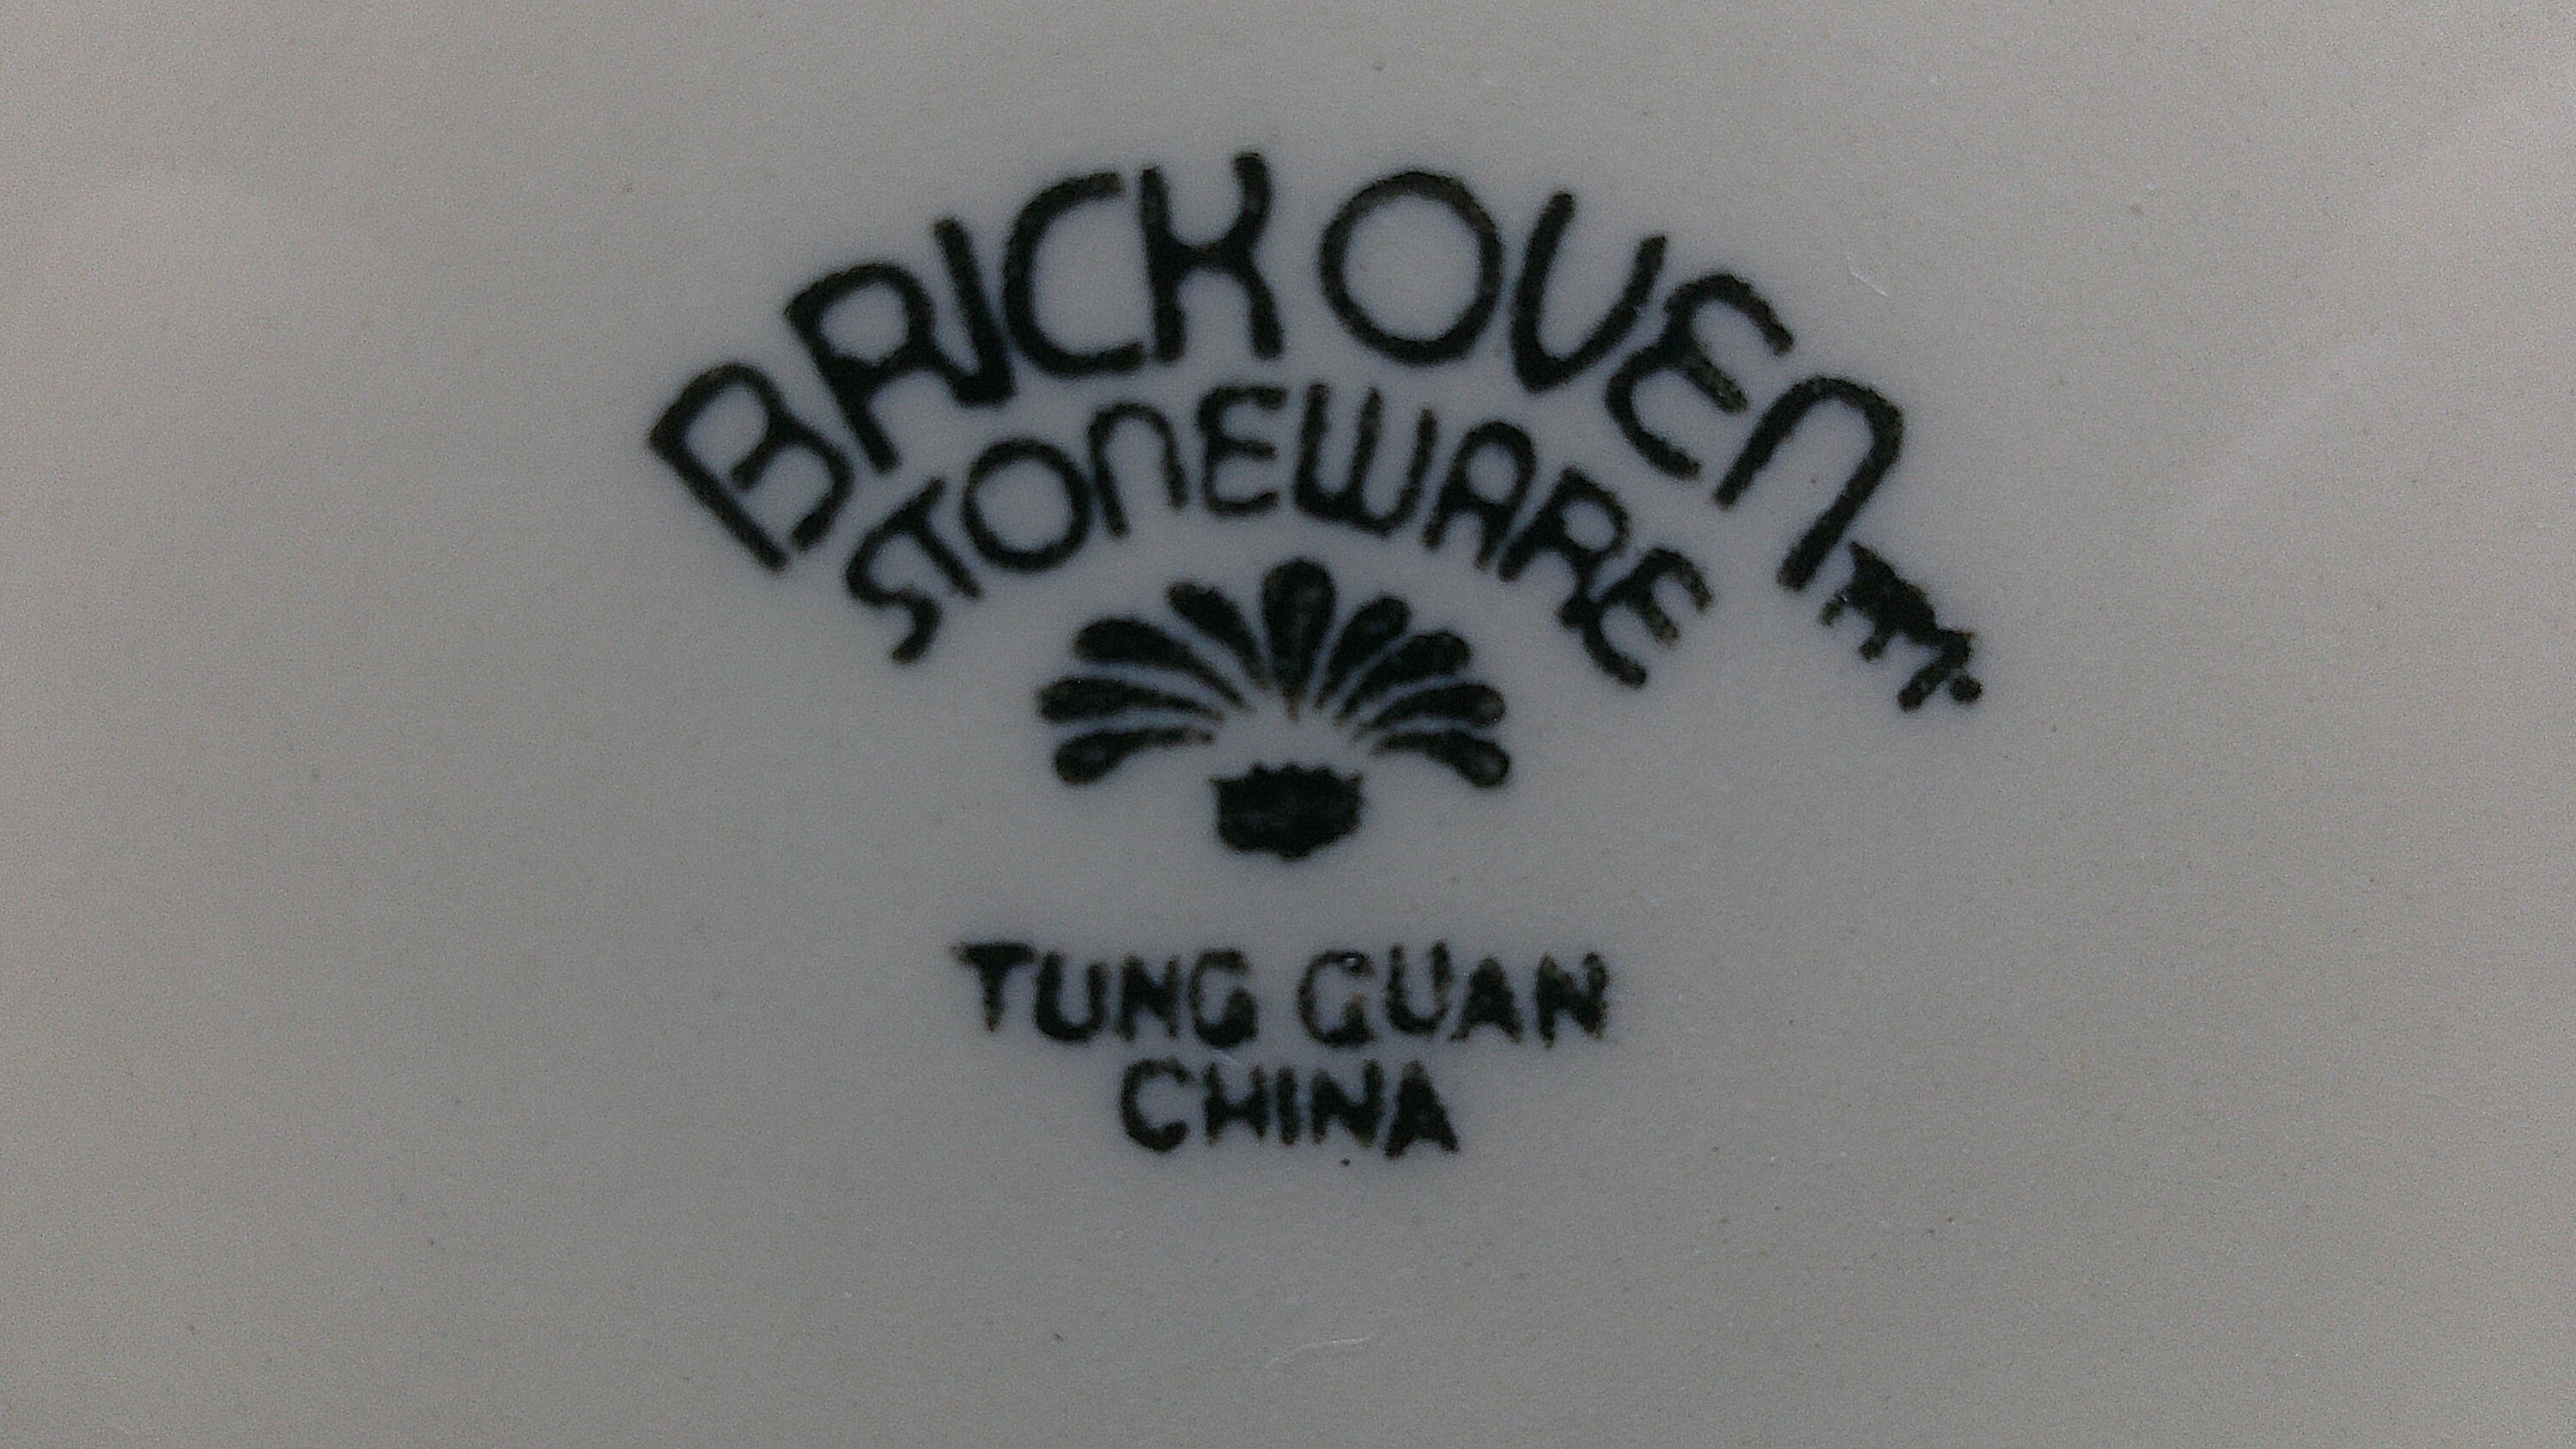 BRICK OVEN™
STONEWARE
TUNG GUAN
CHINA